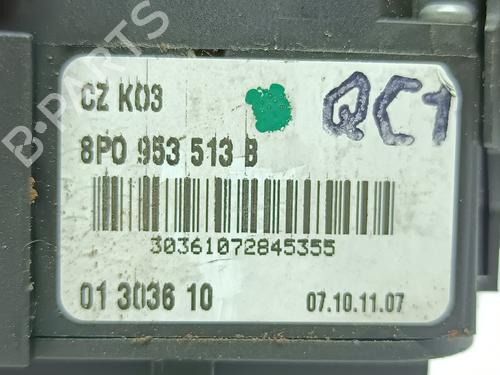 CZ K03
QC1
8P0 953 513 B
30361072845355
01 3036 10
07.10.11.07
B-PARTS